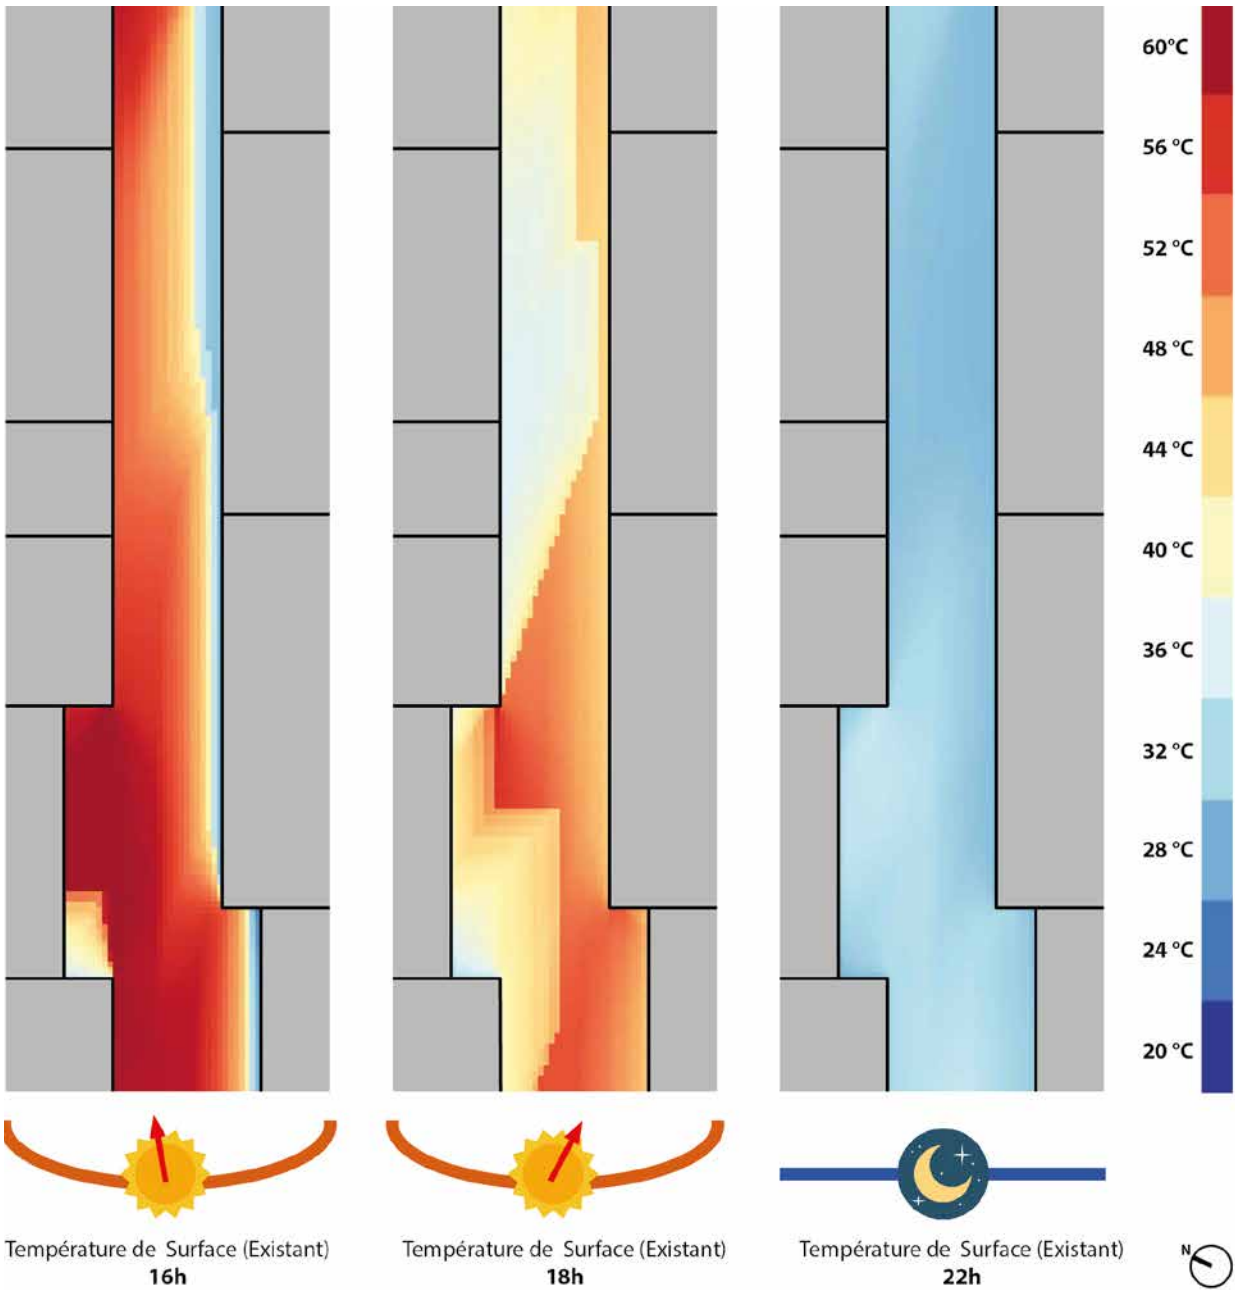 60°C
56 °C
52 °C
48 °C
44 °C
40 °C
36 °C
32 °C
28 °C
24 °C
20 °C
Température de Surface (Existant)
16h
Température de Surface (Existant)
18h
Température de Surface (Existant)
22h
N